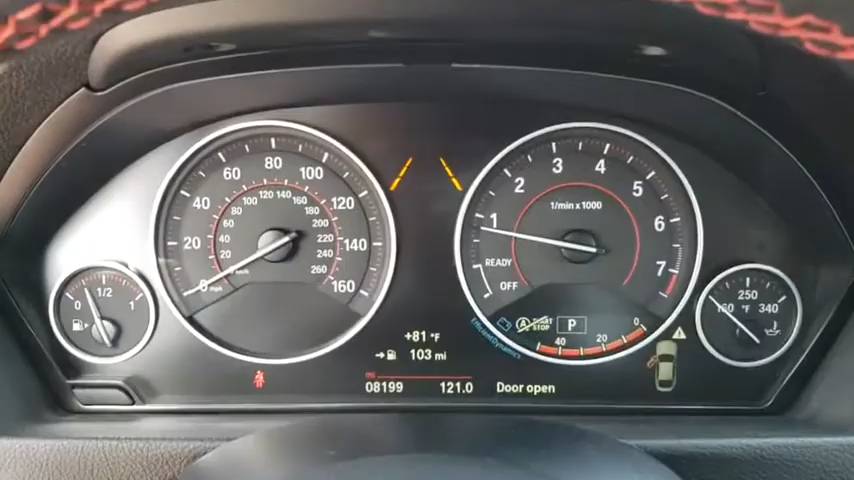 20 40 60 80 100 120 140 160
0 mph
20 40 60 80 100 120 140 160 180 200 220 240 260
km/h
1 2 3 4 5 6 7
1/min x 1000
READY
OFF
0 1/2 1
160 °F 250 340
A START STOP
P
40 20 0
EfficientDynamics
+81 °F
103 mi
mi
08199 121.0
Door open